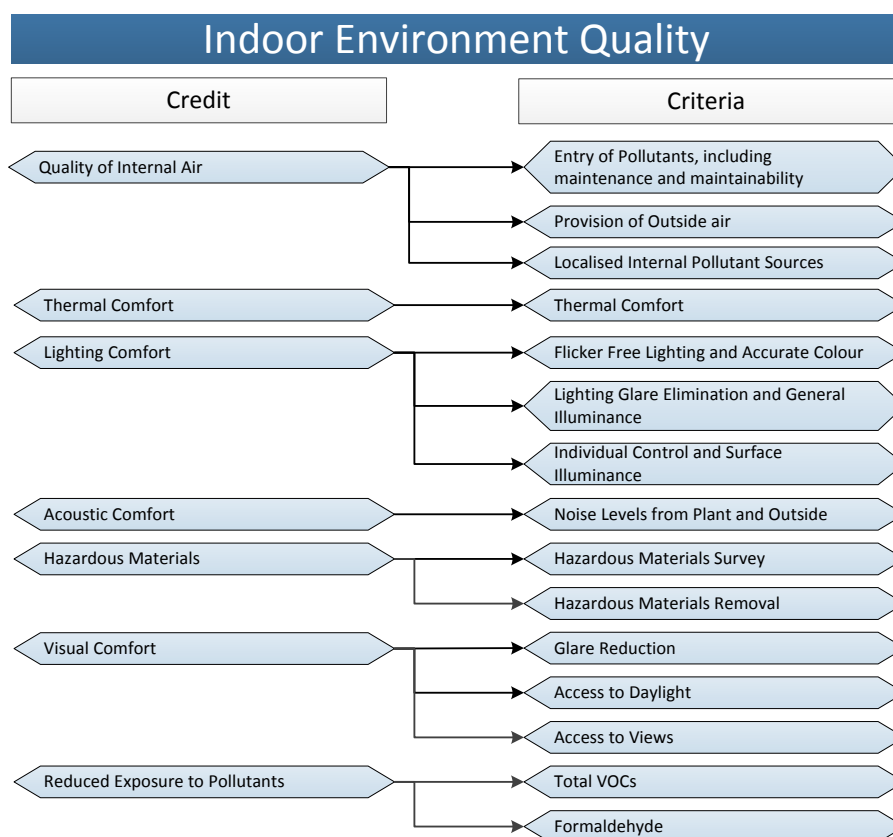 Indoor Environment Quality
Credit
Criteria
Quality of Internal Air
Entry of Pollutants, including
maintenance and maintainability
Provision of Outside air
Localised Internal Pollutant Sources
Thermal Comfort
Thermal Comfort
Lighting Comfort
Flicker Free Lighting and Accurate Colour
Lighting Glare Elimination and General
Illuminance
Individual Control and Surface
Illuminance
Acoustic Comfort
Noise Levels from Plant and Outside
Hazardous Materials
Hazardous Materials Survey
Hazardous Materials Removal
Visual Comfort
Glare Reduction
Access to Daylight
Access to Views
Reduced Exposure to Pollutants
Total VOCs
Formaldehyde